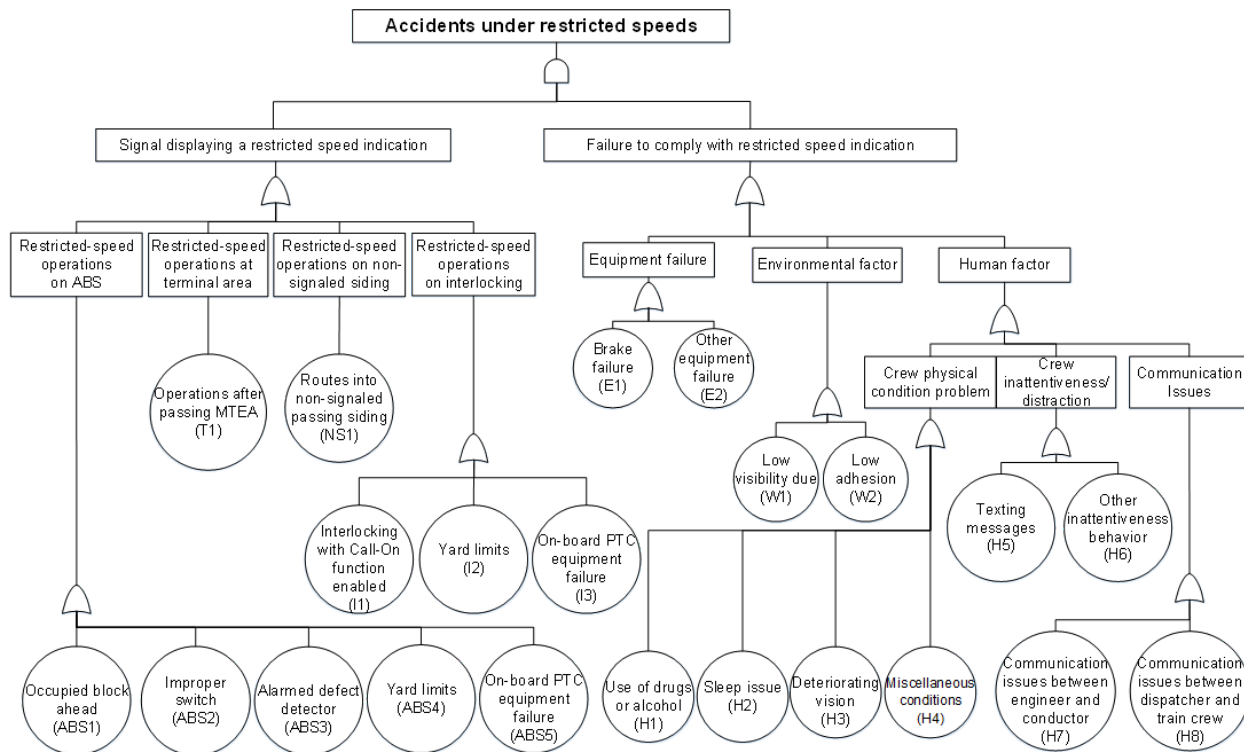 Accidents under restricted speeds
Signal displaying a restricted speed indication
Failure to comply with restricted speed indication
Restricted-speed
operations
on ABS
Restricted-speed
operations at
terminal area
Restricted-speed
operations on non-
signaled siding
Restricted-speed
operations
on interlocking
Equipment failure
Environmental factor
Human factor
Operations after
passing MTEA
(T1)
Routes into
non-signaled
passing siding
(NS1)
Brake
failure
(E1)
Other
equipment
failure
(E2)
Crew physical
condition
problem
Crew
inattentiveness/
distraction
Communication
Issues
Low
visibility due
(W1)
Low
adhesion
(W2)
Texting
messages
(H5)
Other
inattentiveness
behavior
(H6)
Interlocking
with Call-On
function
enabled
(I1)
Yard limits
(I2)
On-board PTC
equipment
failure
(I3)
Occupied block
ahead
(ABS1)
Improper
switch
(ABS2)
Alarmed defect
detector
(ABS3)
Yard limits
(ABS4)
On-board PTC
equipment
failure
(ABS5)
Use of drugs
or alcohol
(H1)
Sleep issue
(H2)
Deteriorating
vision
(H3)
Miscellaneous
conditions
(H4)
Communication
issues between
engineer and
conductor
(H7)
Communication
issues between
dispatcher and
train crew
(H8)